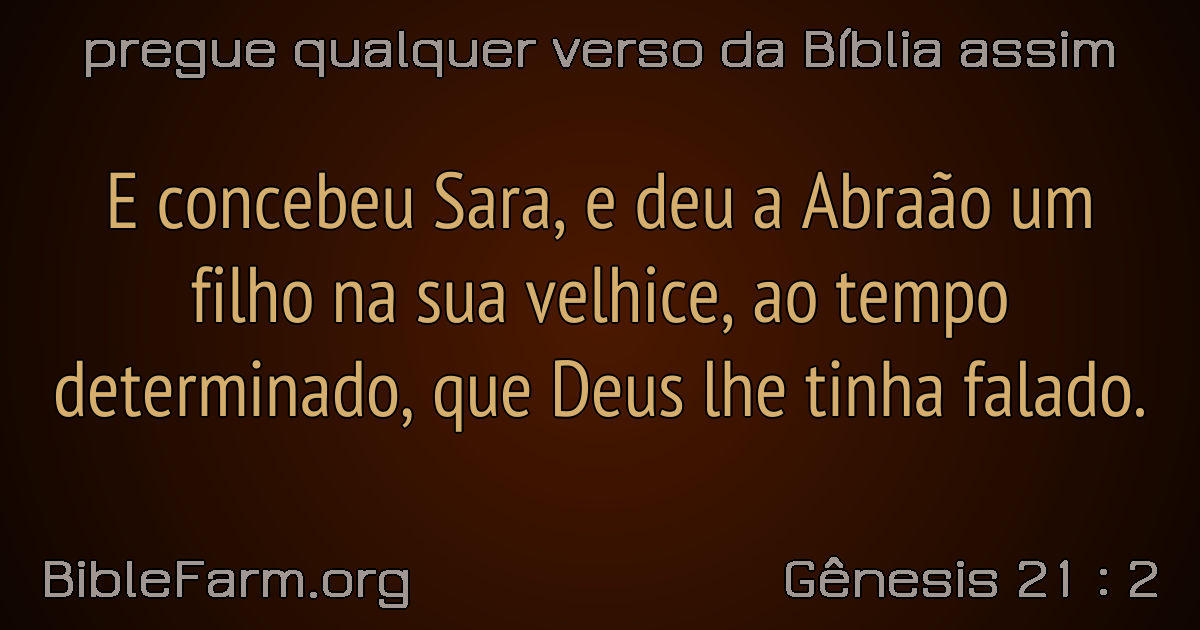 pregue qualquer verso da Bíblia assim
E concebeu Sara, e deu a Abraão um
filho na sua velhice, ao tempo
determinado, que Deus lhe tinha falado.
BibleFarm.org
Gênesis 21 : 2